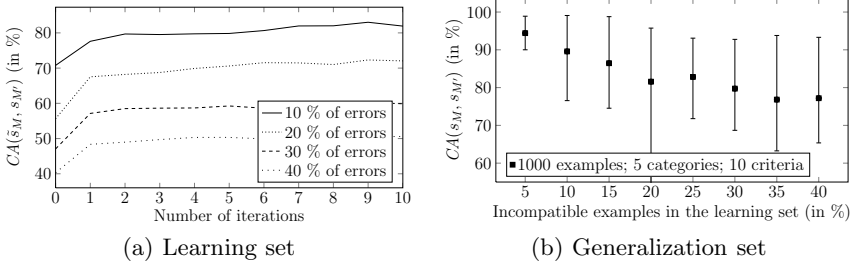 80
70
60
50
40
CA(s̃_M, s_M′) (in %)
0 1 2 3 4 5 6 7 8 9 10
Number of iterations
10 % of errors
20 % of errors
30 % of errors
40 % of errors
(a) Learning set
100
90
80
70
60
CA(s_M, s_M′) (in %)
5 10 15 20 25 30 35 40
Incompatible examples in the learning set (in %)
1000 examples; 5 categories; 10 criteria
(b) Generalization set